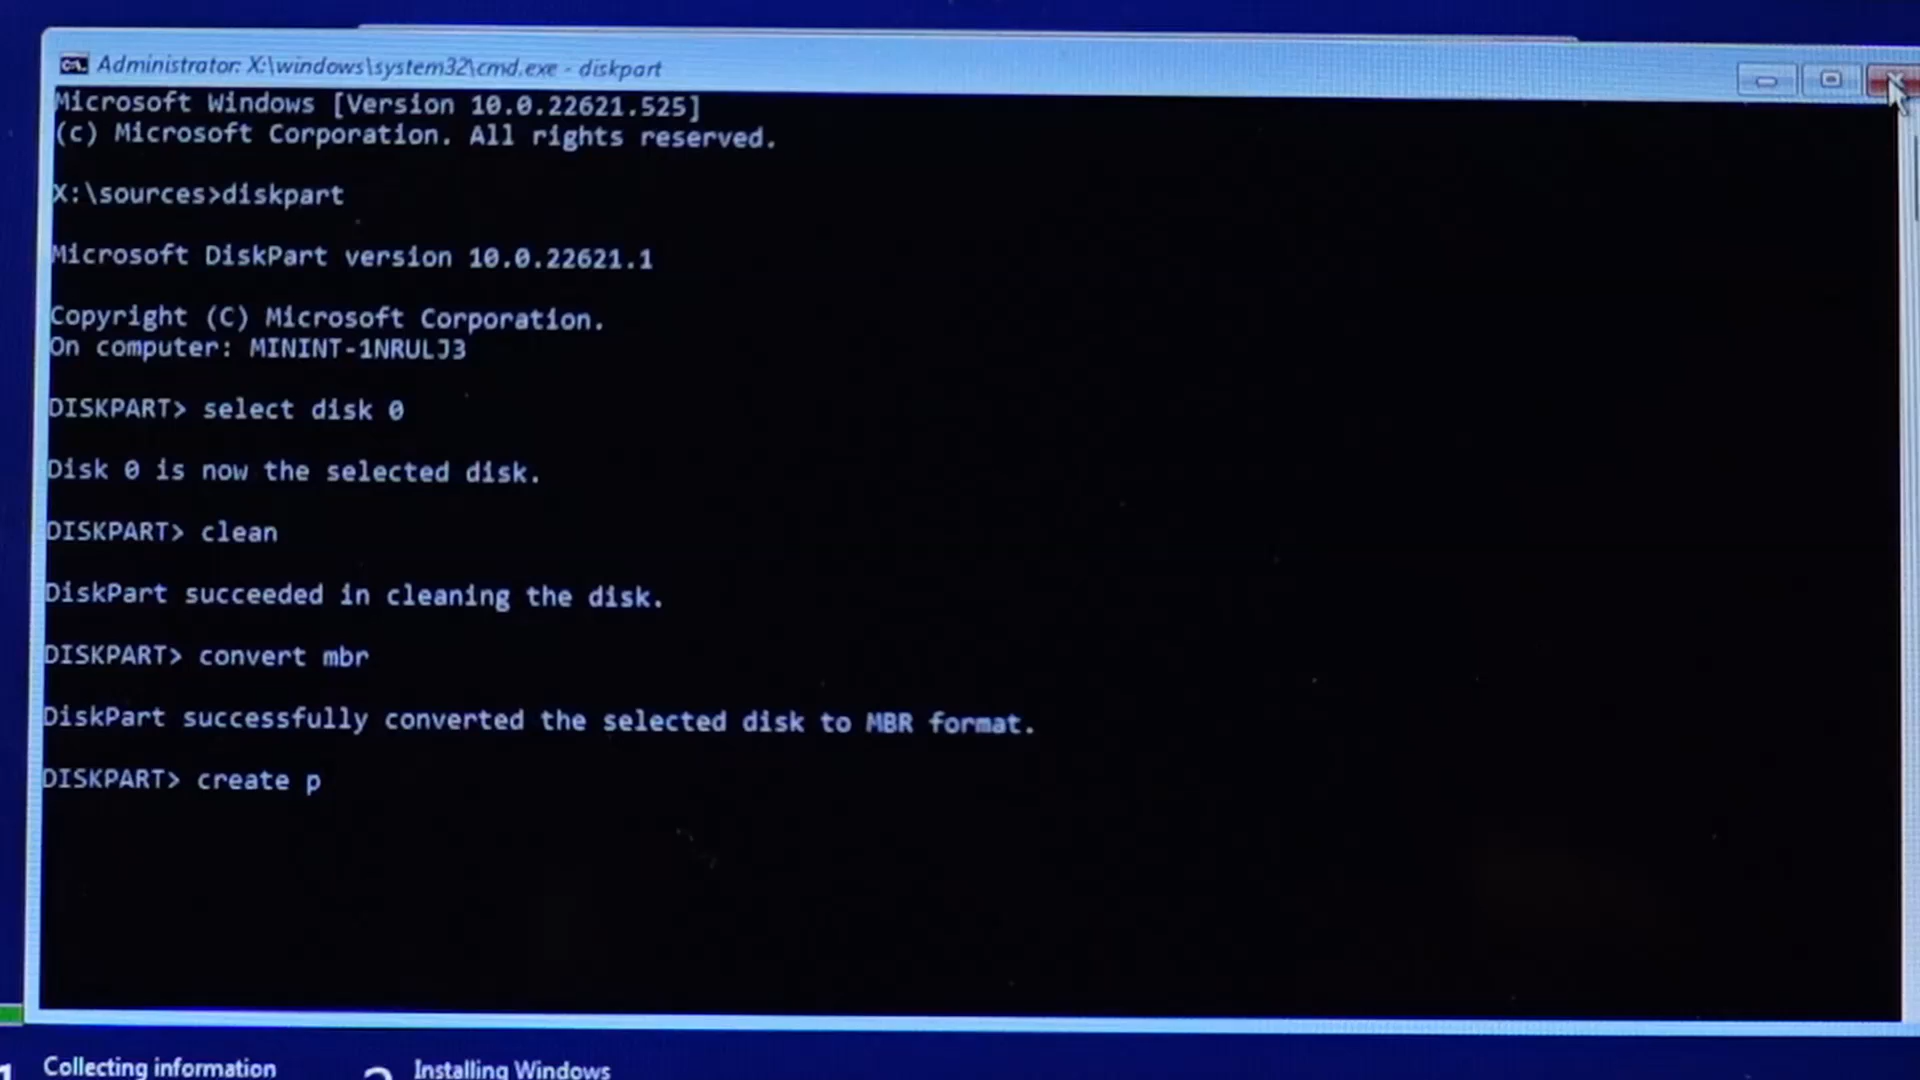 Administrator: X:\windows\system32\cmd.exe - diskpart
Microsoft Windows [Version 10.0.22621.525]
(c) Microsoft Corporation. All rights reserved.
X:\sources>diskpart
Microsoft DiskPart version 10.0.22621.1
Copyright (C) Microsoft Corporation.
On computer: MININT-1NRULJ3
DISKPART> select disk 0
Disk 0 is now the selected disk.
DISKPART> clean
DiskPart succeeded in cleaning the disk.
DISKPART> convert mbr
DiskPart successfully converted the selected disk to MBR format.
DISKPART> create p
1 Collecting information 2 Installing Windows